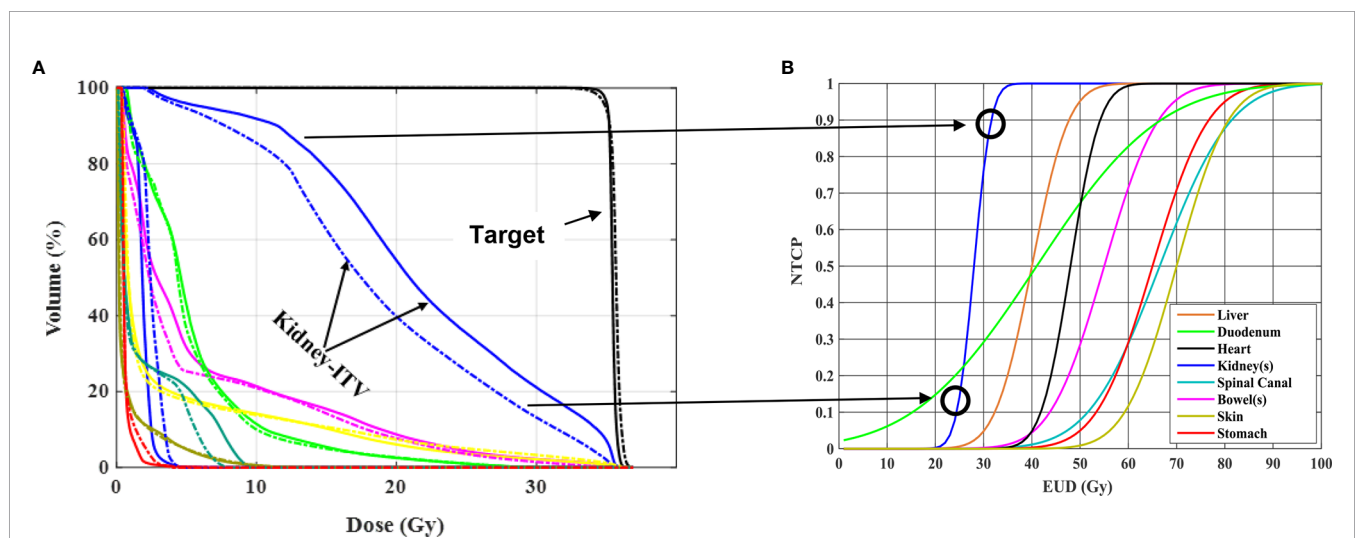 A
100
80
60
40
20
0
Volume (%)
0
10
20
30
Dose (Gy)
Target
Kidney-ITV
B
1
0.9
0.8
0.7
0.6
0.5
0.4
0.3
0.2
0.1
0
NTCP
0
10
20
30
40
50
60
70
80
90
100
EUD (Gy)
Liver
Duodenum
Heart
Kidney(s)
Spinal Canal
Bowel(s)
Skin
Stomach